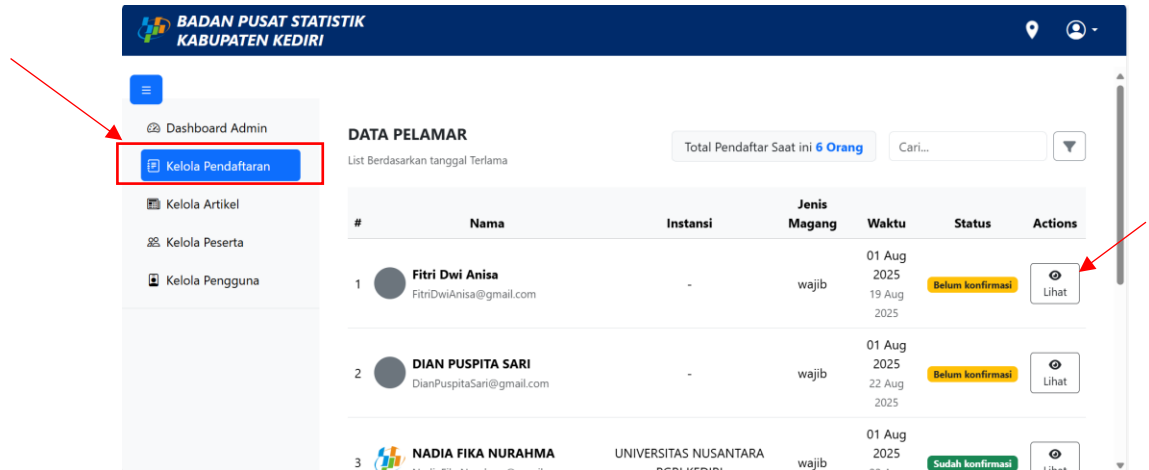 BADAN PUSAT STATISTIK
KABUPATEN KEDIRI
Dashboard Admin
Kelola Pendaftaran
Kelola Artikel
Kelola Peserta
Kelola Pengguna
DATA PELAMAR
List Berdasarkan tanggal Terlama
Total Pendaftar Saat ini 6 Orang
Cari...
# Nama Instansi Jenis Magang Waktu Status Actions
1 Fitri Dwi Anisa
FitriDwiAnisa@gmail.com
-
wajib
01 Aug
2025
19 Aug
2025
Belum konfirmasi
Lihat
2 DIAN PUSPITA SARI
DianPuspitaSari@gmail.com
-
wajib
01 Aug
2025
22 Aug
2025
Belum konfirmasi
Lihat
3 NADIA FIKA NURAHMA
UNIVERSITAS NUSANTARA
PGRI KEDIRI
wajib
01 Aug
2025
Sudah konfirmasi
Lihat